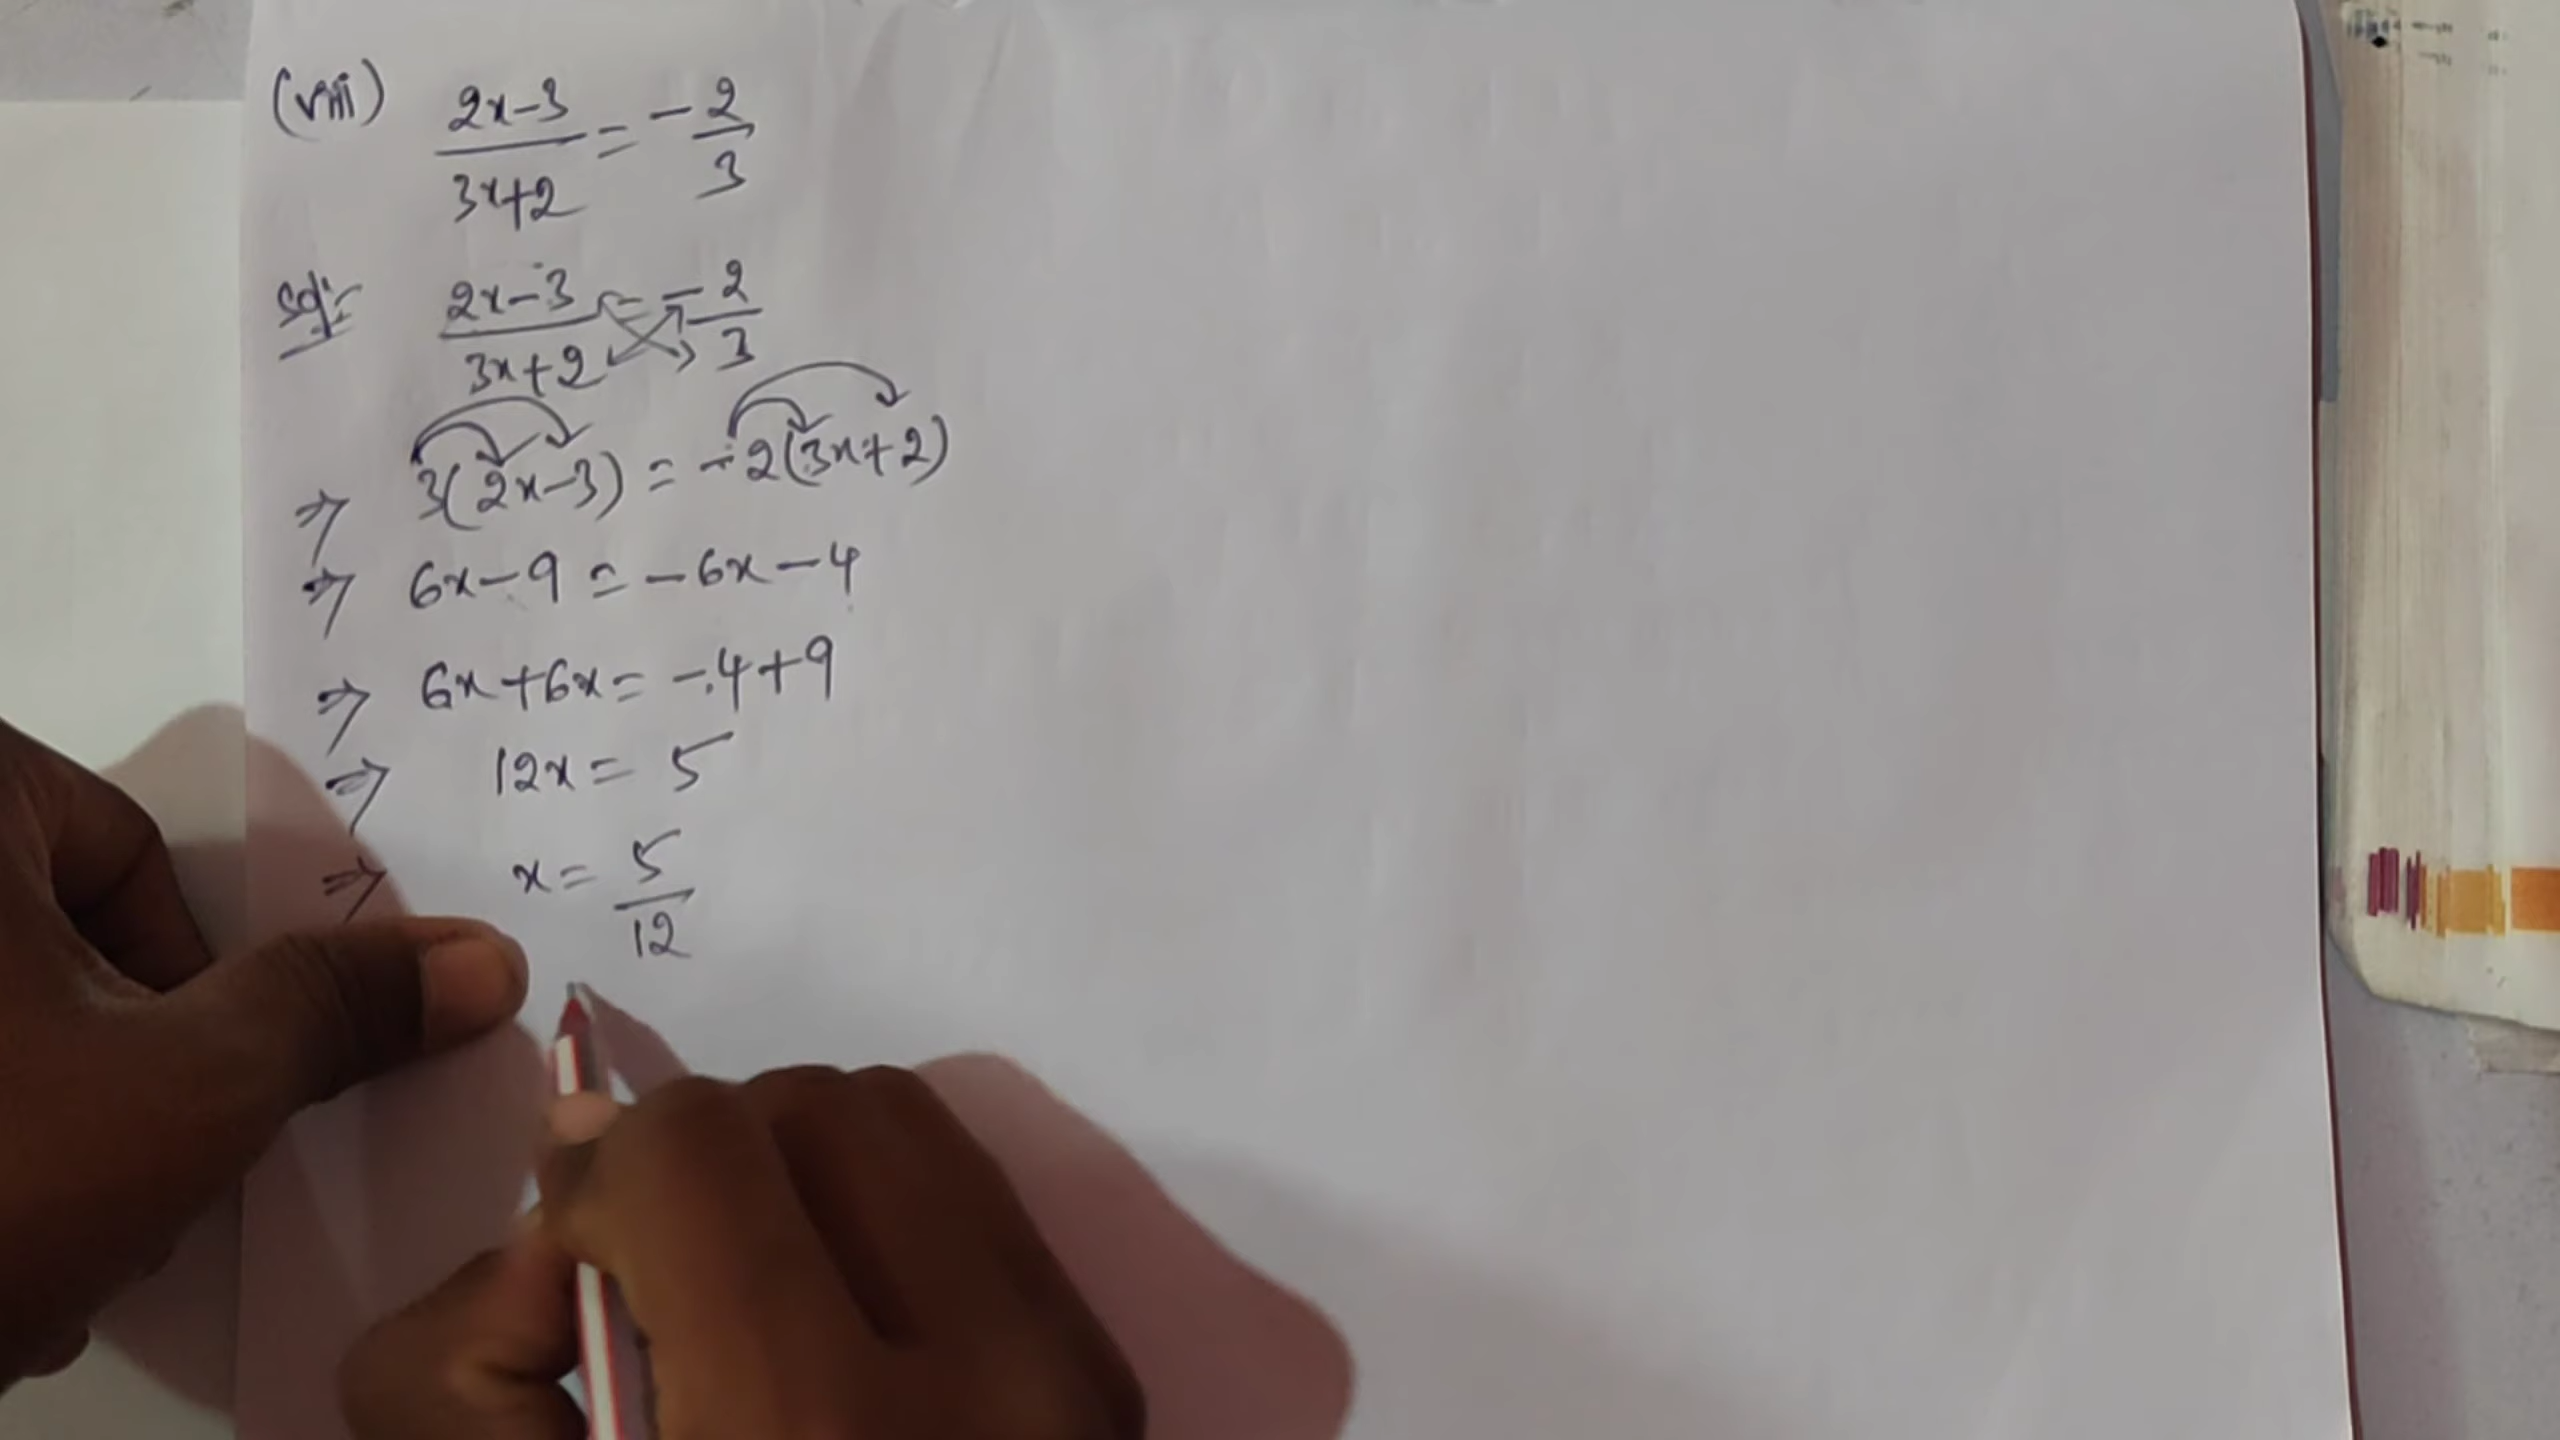 (viii) (2x-3)/(3x+2) = -2/3
Sol:- (2x-3)/(3x+2) = -2/3
⇒ 3(2x-3) = -2(3x+2)
⇒ 6x-9 = -6x-4
⇒ 6x+6x = -4+9
⇒ 12x = 5
⇒ x = 5/12